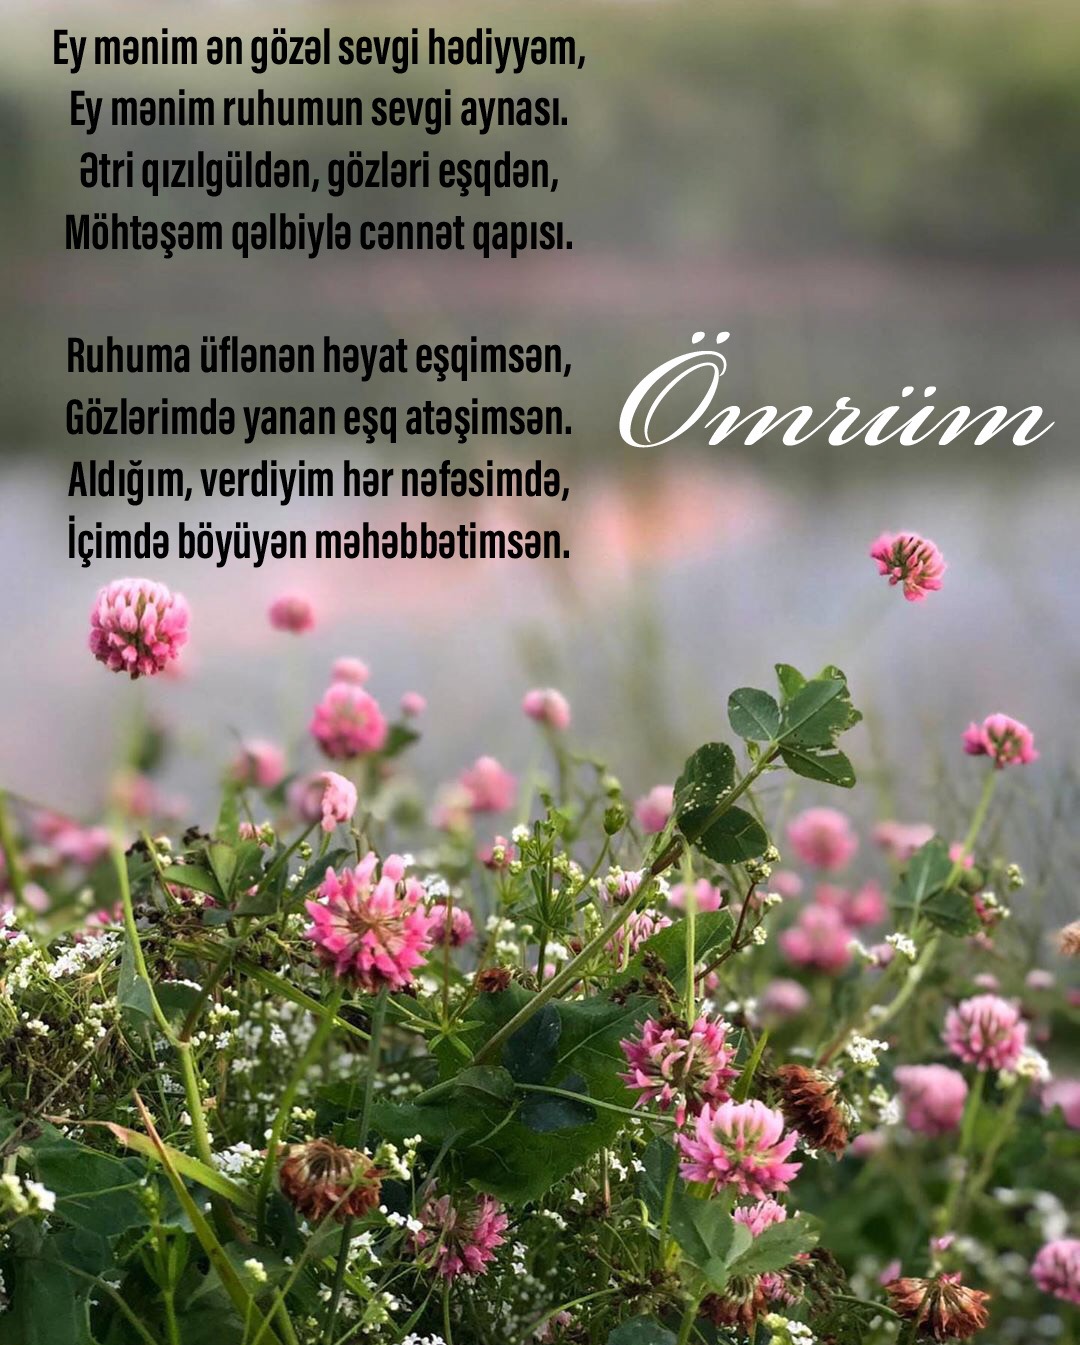 Ey mənim ən gözəl sevgi hədiyyəm,
Ey mənim ruhumun sevgi aynası.
Ətri qızılgüldən, gözləri eşqdən,
Möhtəşəm qəlbiylə cənnət qapısı.
Ruhuma üflənən həyat eşqimsən,
Gözlərimdə yanan eşq atəşimsən.
Aldığım, verdiyim hər nəfəsimdə,
İçimdə böyüyən məhəbbətimsən.
Ömrüm